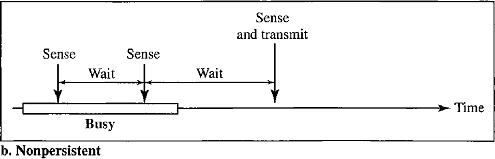 Sense
and transmit
Sense
Sense
Wait
Wait
Time
Busy
b. Nonpersistent